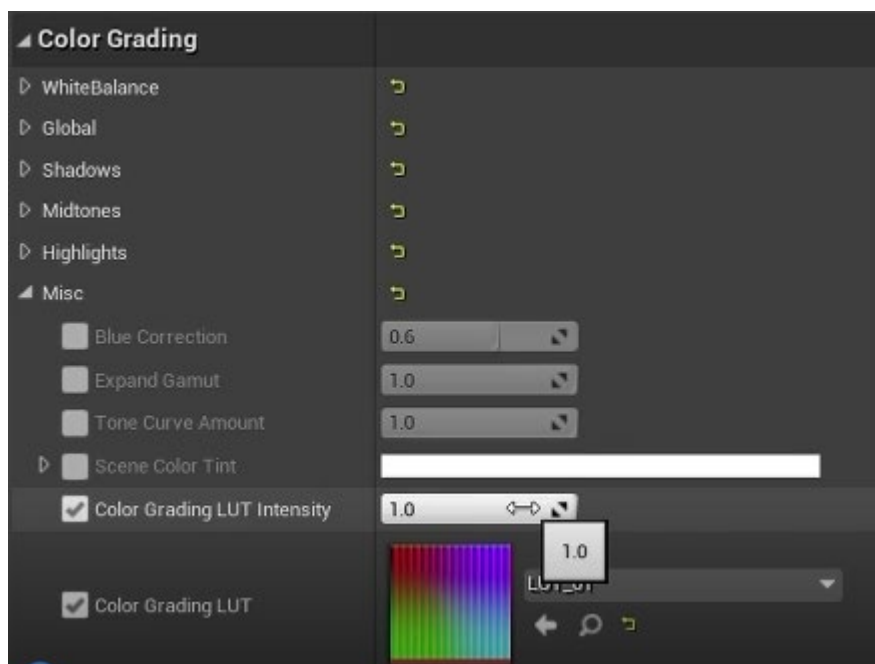 Color Grading
WhiteBalance
Global
Shadows
Midtones
Highlights
Misc
Blue Correction 0.6
Expand Gamut 1.0
Tone Curve Amount 1.0
Scene Color Tint
Color Grading LUT Intensity 1.0
1.0
Color Grading LUT